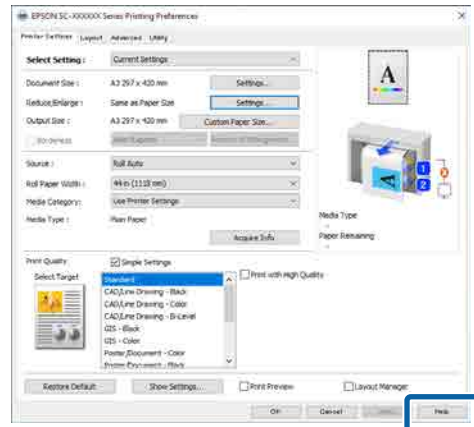 EPSON SC-XXXXXX Series Printing Preferences
Printer Settings Layout Advanced Utility
Select Setting : Current Settings
Document Size : A3 297 x 420 mm Settings...
Reduce/Enlarge : Same as Paper Size Settings...
Output Size : A3 297 x 420 mm Custom Paper Size...
Borderless
Source : Roll Auto
Roll Paper Width : 44 in (1118 mm)
Media Category: Use Printer Settings
Media Type : Plain Paper
Acquire Info
A
1
2
Media Type
-
Paper Remaining
-
Print Quality Simple Settings
Select Target
Standard
CAD/Line Drawing - Black
CAD/Line Drawing - Color
CAD/Line Drawing - Bi-Level
GIS - Black
GIS - Color
Poster/Document - Color
Poster/Document - Black
Print with High Quality
Restore Default Show Settings... Print Preview Layout Manager
OK Cancel Help